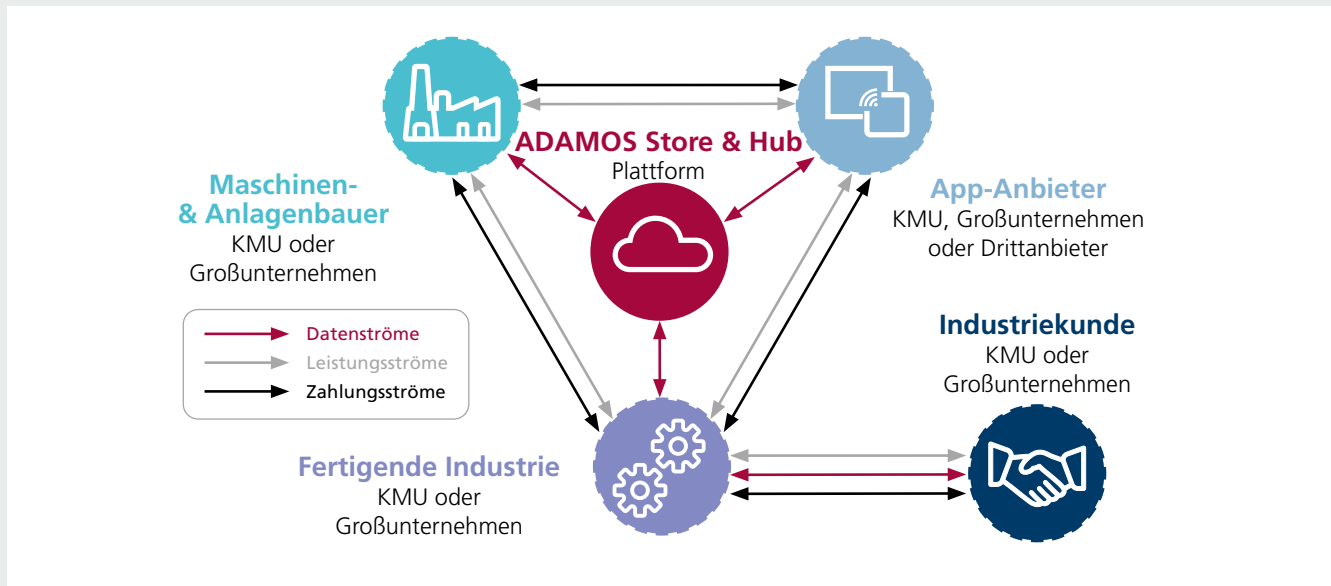 ADAMOS Store & Hub
Plattform
Maschinen-
& Anlagenbauer
KMU oder
Großunternehmen
App-Anbieter
KMU, Großunternehmen
oder Drittanbieter
Datenströme
Leistungsströme
Zahlungsströme
Industriekunde
KMU oder
Großunternehmen
Fertigende Industrie
KMU oder
Großunternehmen